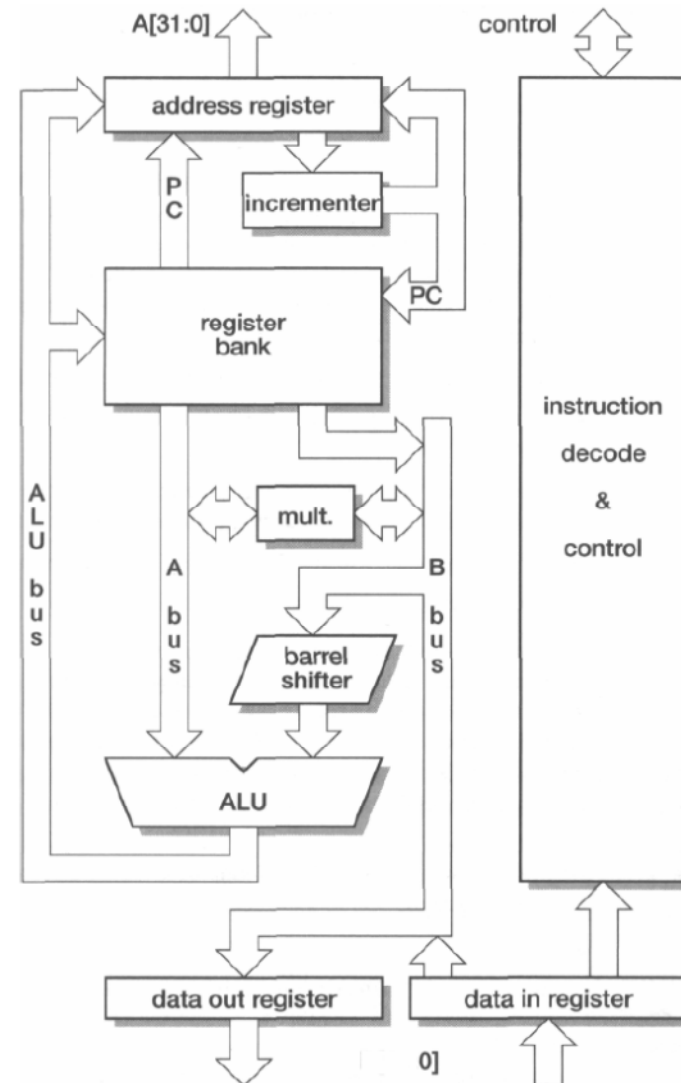 A[31:0]
control
address register
P
C
incrementer
PC
register
bank
instruction
decode
&
control
mult.
A
L
U
b
u
s
A
b
u
s
B
b
u
s
barrel
shifter
ALU
data out register
data in register
0]